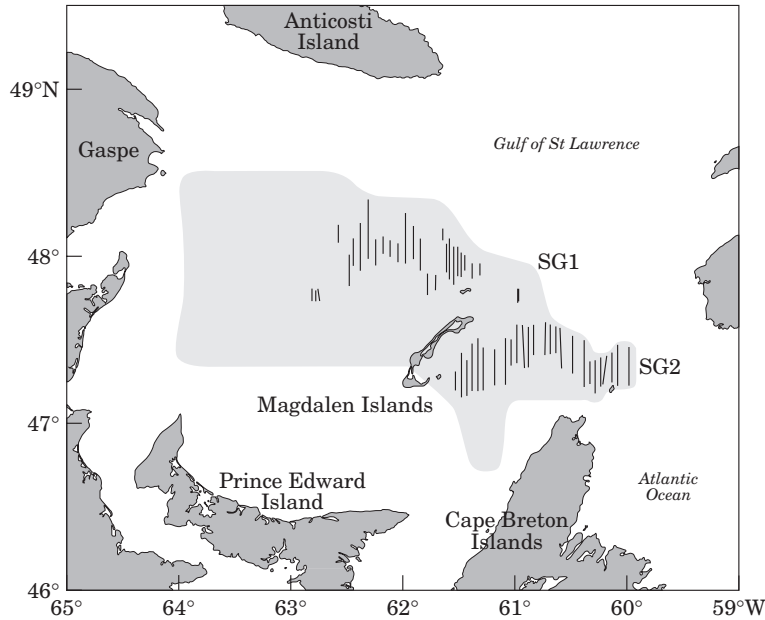 Anticosti
Island
49°N
Gaspe
Gulf of St Lawrence
48°
SG1
SG2
Magdalen Islands
47°
Prince Edward
Island
Atlantic
Ocean
Cape Breton
Islands
46°
65°
64°
63°
62°
61°
60°
59°W